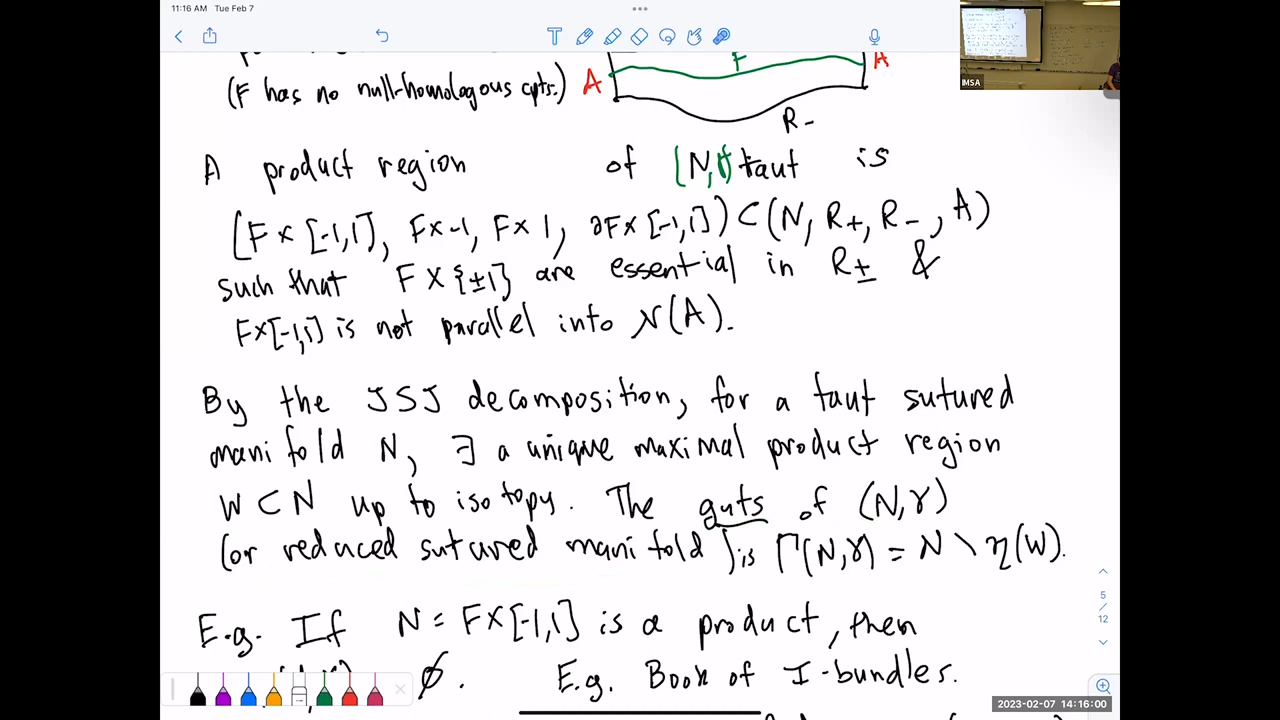 11:16 AM Tue Feb 7
F
(F has no null-homologous cpts.) A A
R-
A product region of (N,γ) taut is
(F×[-1,1], F×-1, F×1, ∂F×[-1,1]) ⊂ (N, R+, R-, A)
such that F×{±1} are essential in R± &
F×[-1,1] is not parallel into N(A).
By the JSJ decomposition, for a taut sutured
manifold N, ∃ a unique maximal product region
W⊂N up to isotopy. The guts of (N,γ)
(or reduced sutured manifold) is Γ(N,γ) = N \ η(W).
E.g. If N = F×[-1,1] is a product, then
∅. E.g. Book of I-bundles.
5
/
12
IMSA
2023-02-07 14:16:00